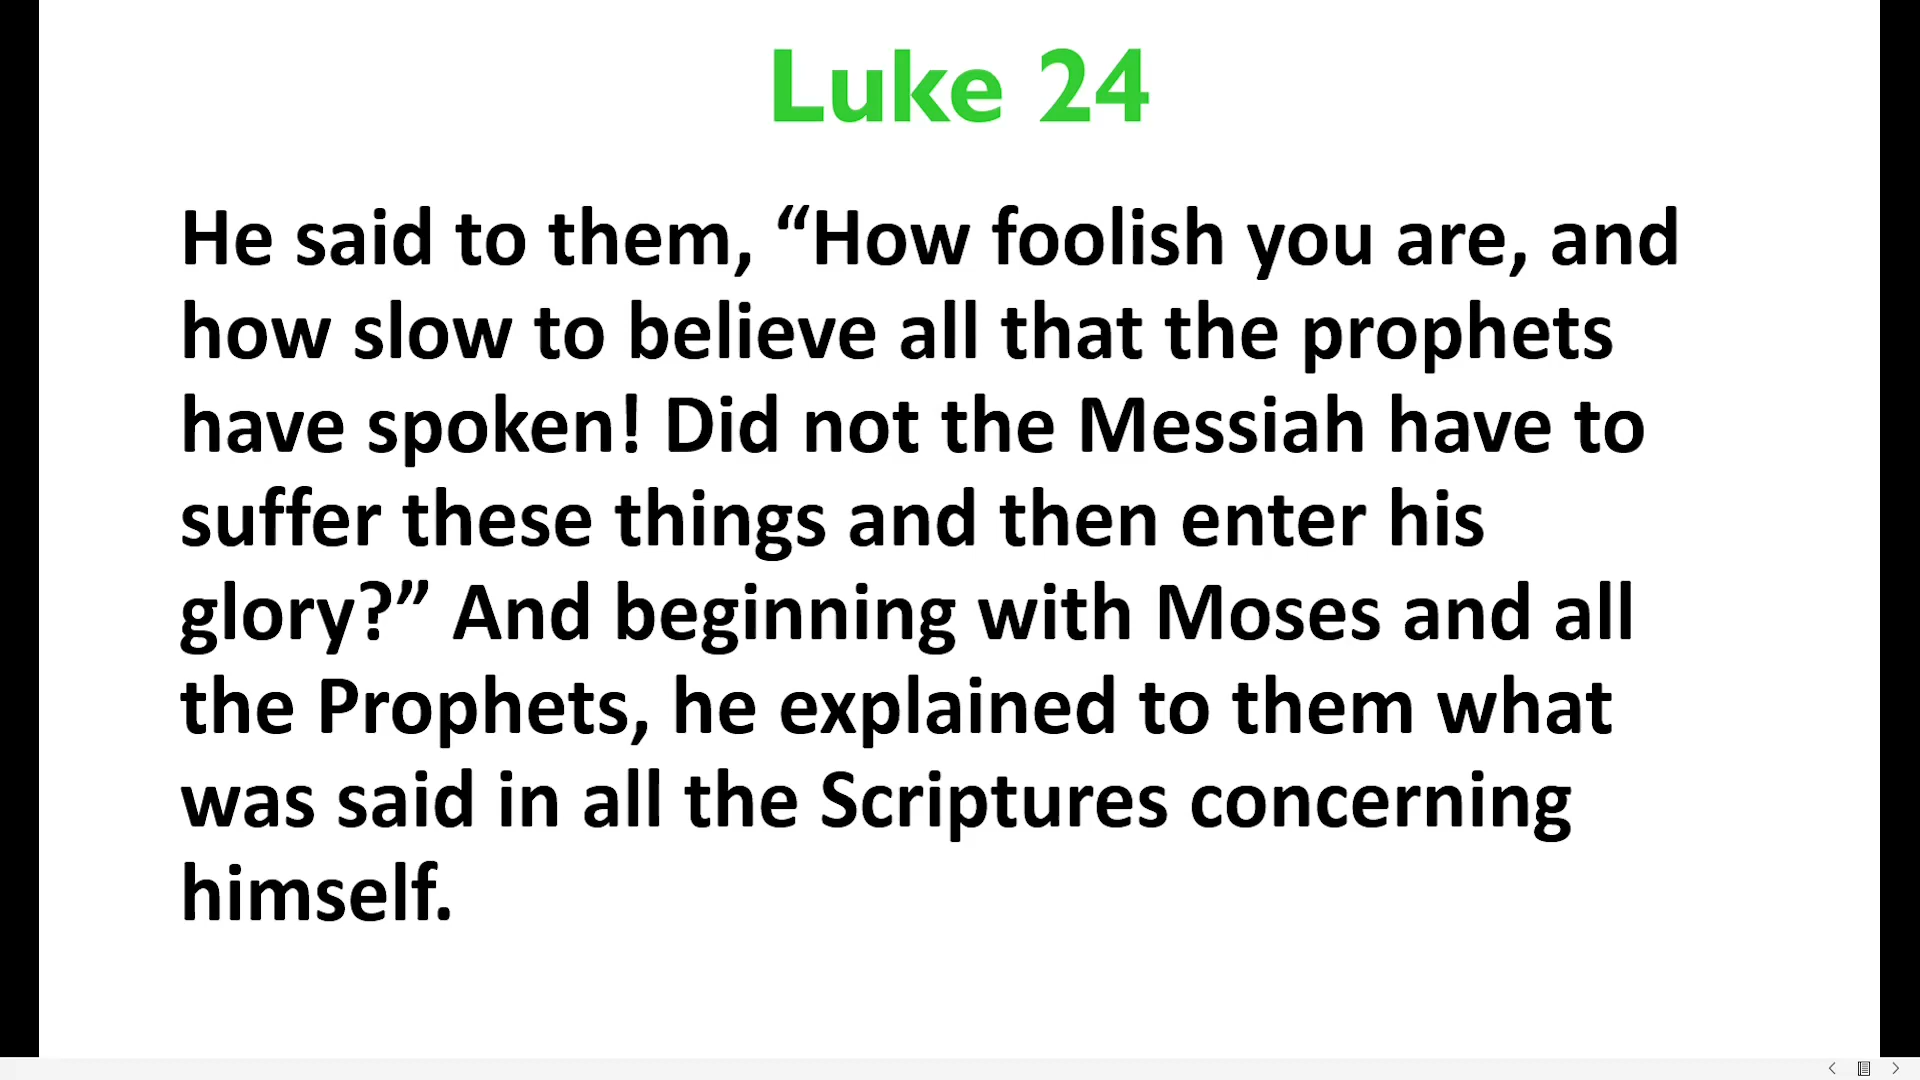 Luke 24
He said to them, “How foolish you are, and
how slow to believe all that the prophets
have spoken! Did not the Messiah have to
suffer these things and then enter his
glory?” And beginning with Moses and all
the Prophets, he explained to them what
was said in all the Scriptures concerning
himself.